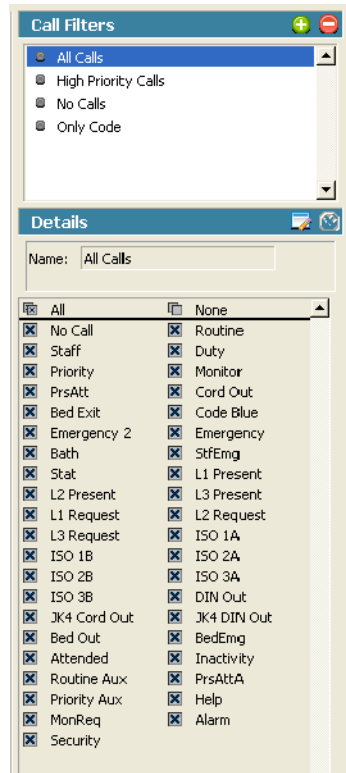 Call Filters
All Calls
High Priority Calls
No Calls
Only Code
Details
Name: All Calls
All None
No Call Routine
Staff Duty
Priority Monitor
PrsAtt Cord Out
Bed Exit Code Blue
Emergency 2 Emergency
Bath StfEmg
Stat L1 Present
L2 Present L3 Present
L1 Request L2 Request
L3 Request ISO 1A
ISO 1B ISO 2A
ISO 2B ISO 3A
ISO 3B DIN Out
JK4 Cord Out JK4 DIN Out
Bed Out BedEmg
Attended Inactivity
Routine Aux PrsAttA
Priority Aux Help
MonReq Alarm
Security